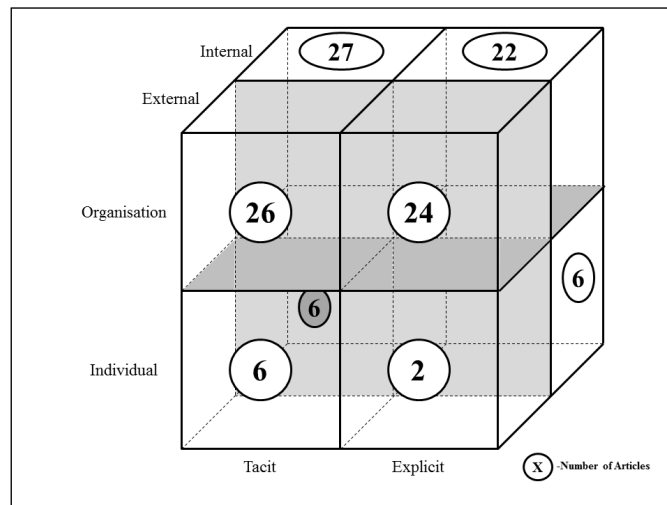 Internal
27
22
External
Organisation
26
24
6
6
Individual
6
2
Tacit
Explicit
X -Number of Articles